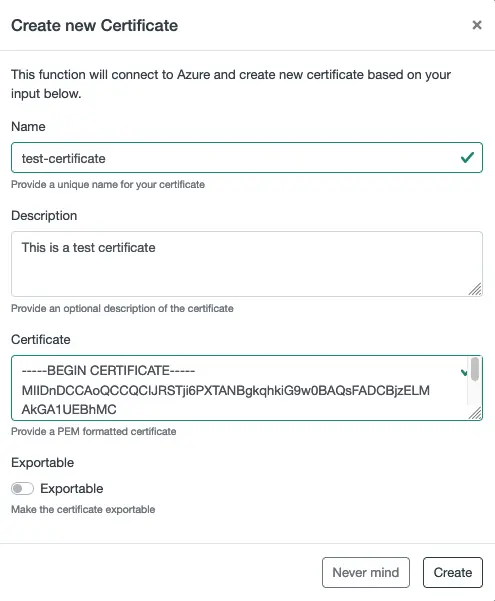 Create new Certificate
×
This function will connect to Azure and create new certificate based on your
input below.
Name
test-certificate
Provide a unique name for your certificate
Description
This is a test certificate
Provide an optional description of the certificate
Certificate
-----BEGIN CERTIFICATE-----
MIIDnDCCAoQCCQCIJRSTji6PXTANBgkqhkiG9w0BAQsFADCBjzELM
AkGA1UEBhMC
Provide a PEM formatted certificate
Exportable
Exportable
Make the certificate exportable
Never mind
Create